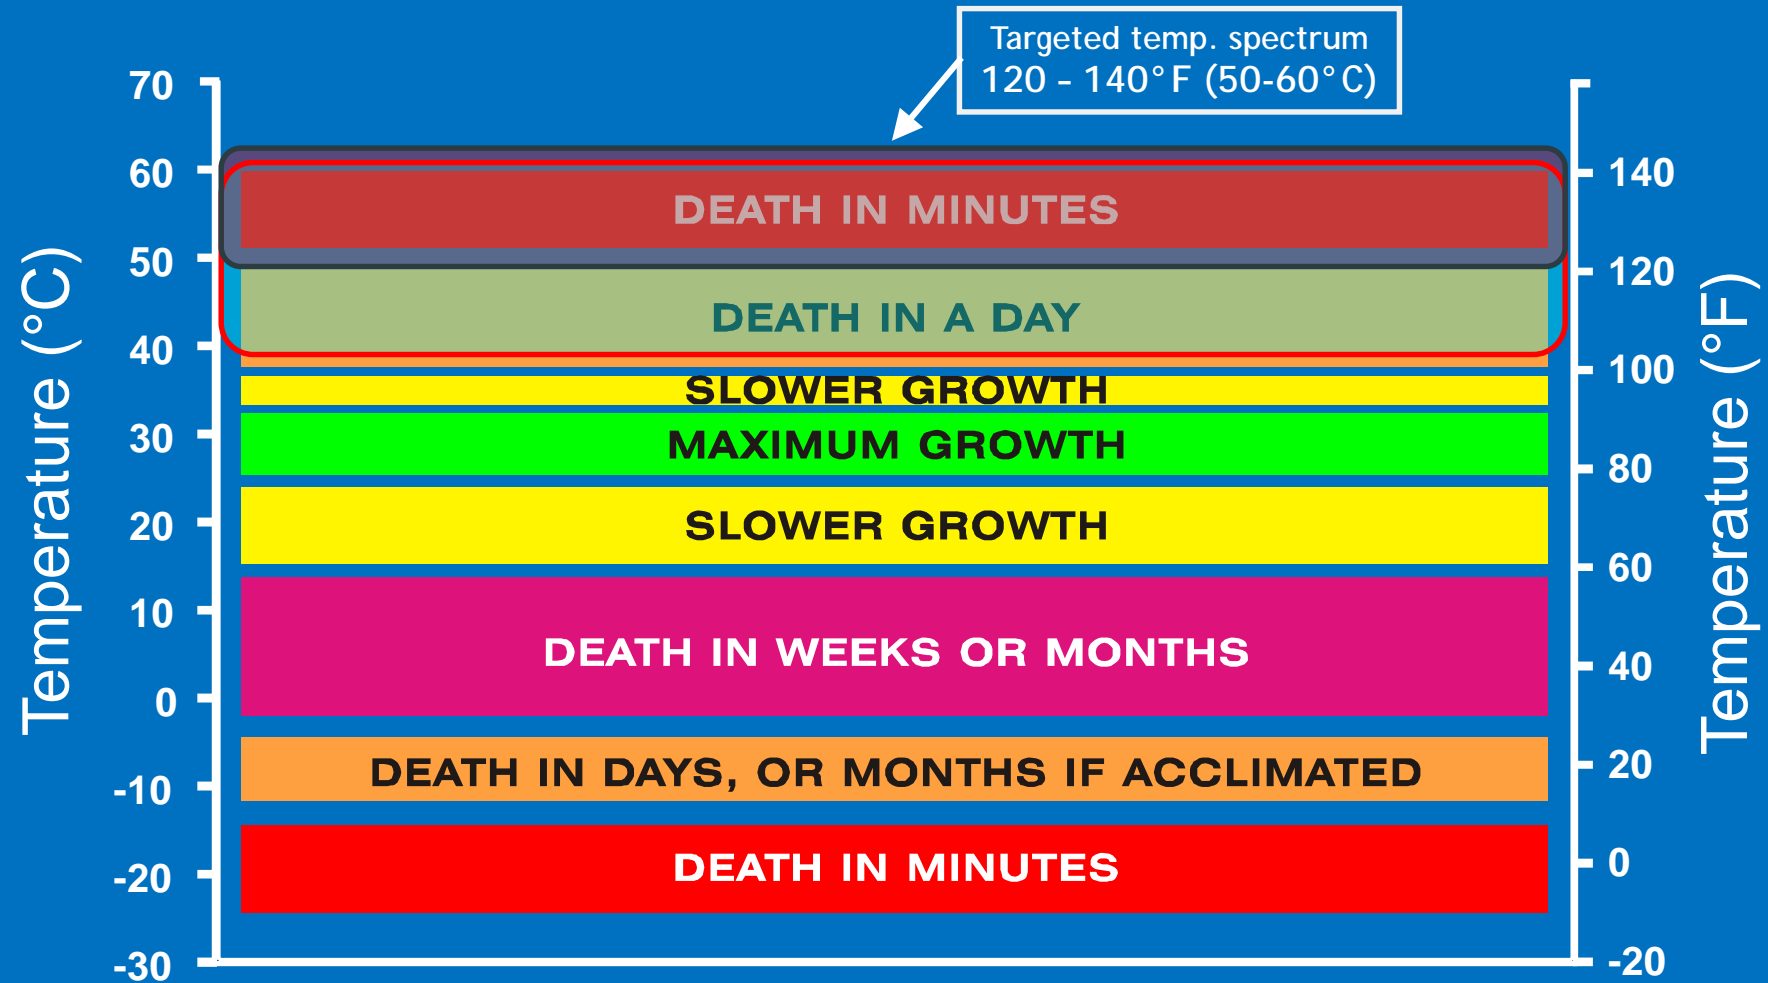 Targeted temp. spectrum
120 – 140°F (50-60°C)
Temperature (°C)
70
60
50
40
30
20
10
0
-10
-20
-30
DEATH IN MINUTES
DEATH IN A DAY
SLOWER GROWTH
MAXIMUM GROWTH
SLOWER GROWTH
DEATH IN WEEKS OR MONTHS
DEATH IN DAYS, OR MONTHS IF ACCLIMATED
DEATH IN MINUTES
140
120
100
80
60
40
20
0
-20
Temperature (°F)